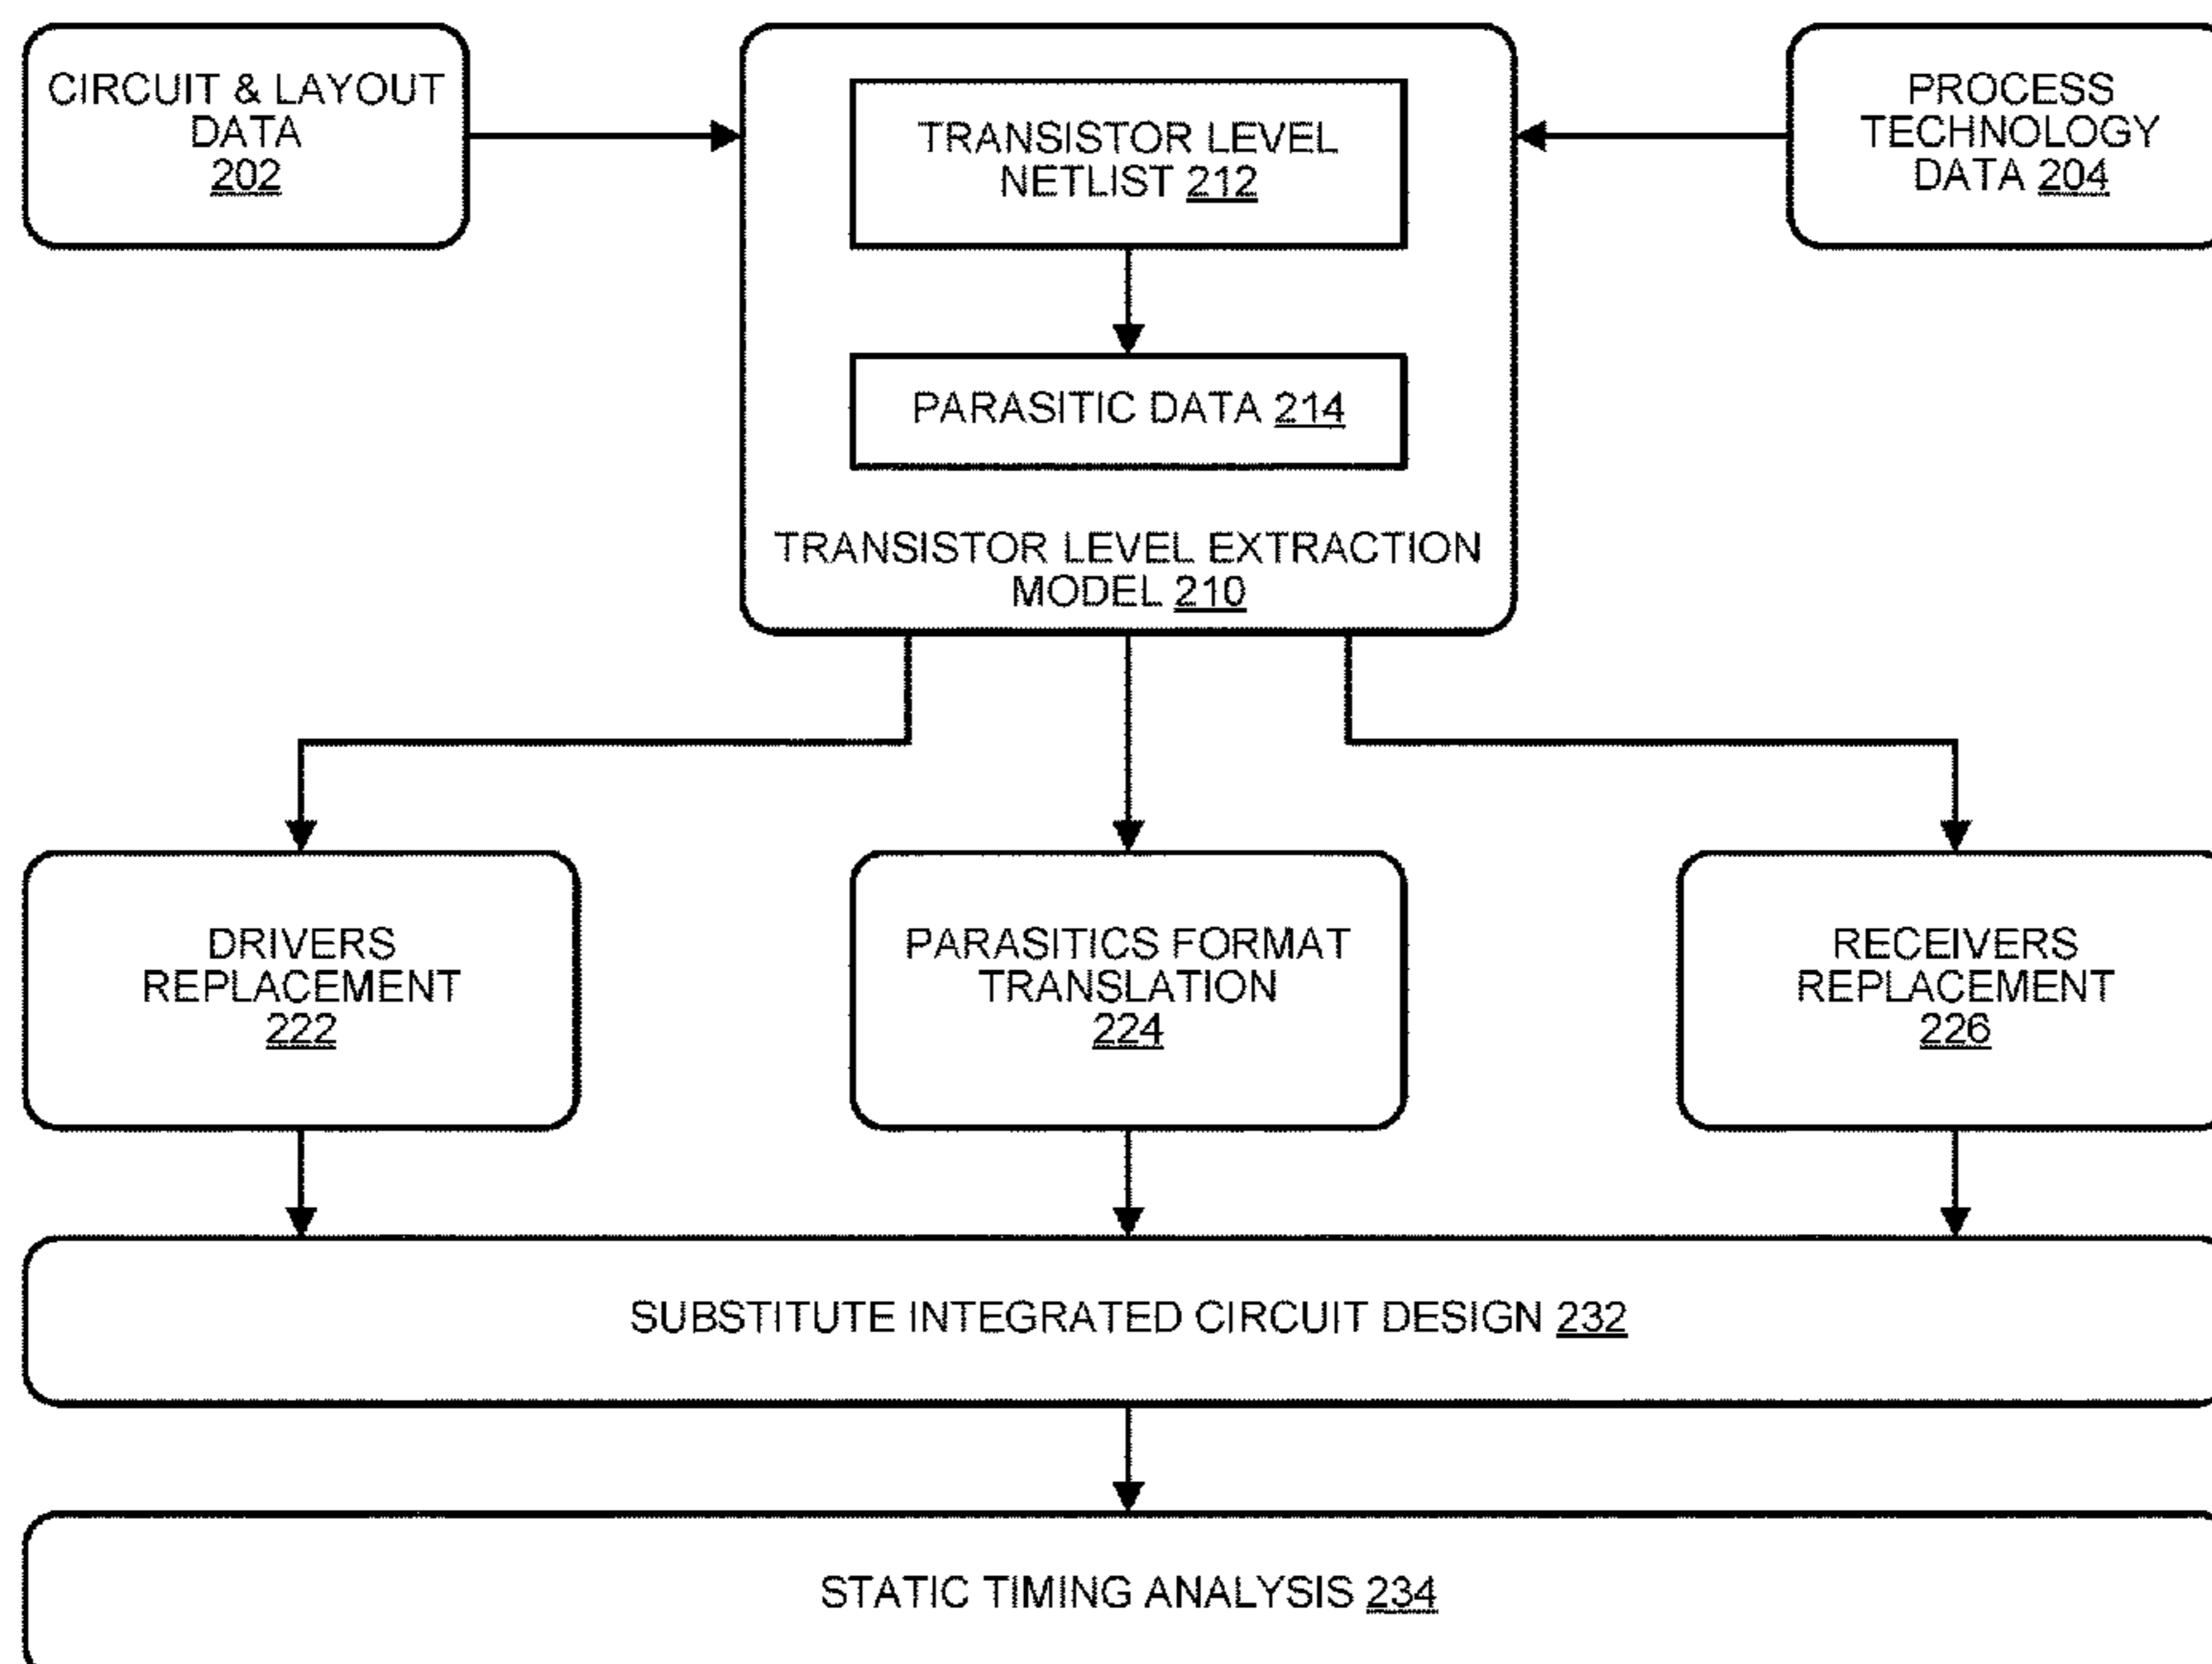 CIRCUIT & LAYOUT
DATA
202
TRANSISTOR LEVEL
NETLIST 212
PROCESS
TECHNOLOGY
DATA 204
PARASITIC DATA 214
TRANSISTOR LEVEL EXTRACTION
MODEL 210
DRIVERS
REPLACEMENT
222
PARASITICS FORMAT
TRANSLATION
224
RECEIVERS
REPLACEMENT
226
SUBSTITUTE INTEGRATED CIRCUIT DESIGN 232
STATIC TIMING ANALYSIS 234